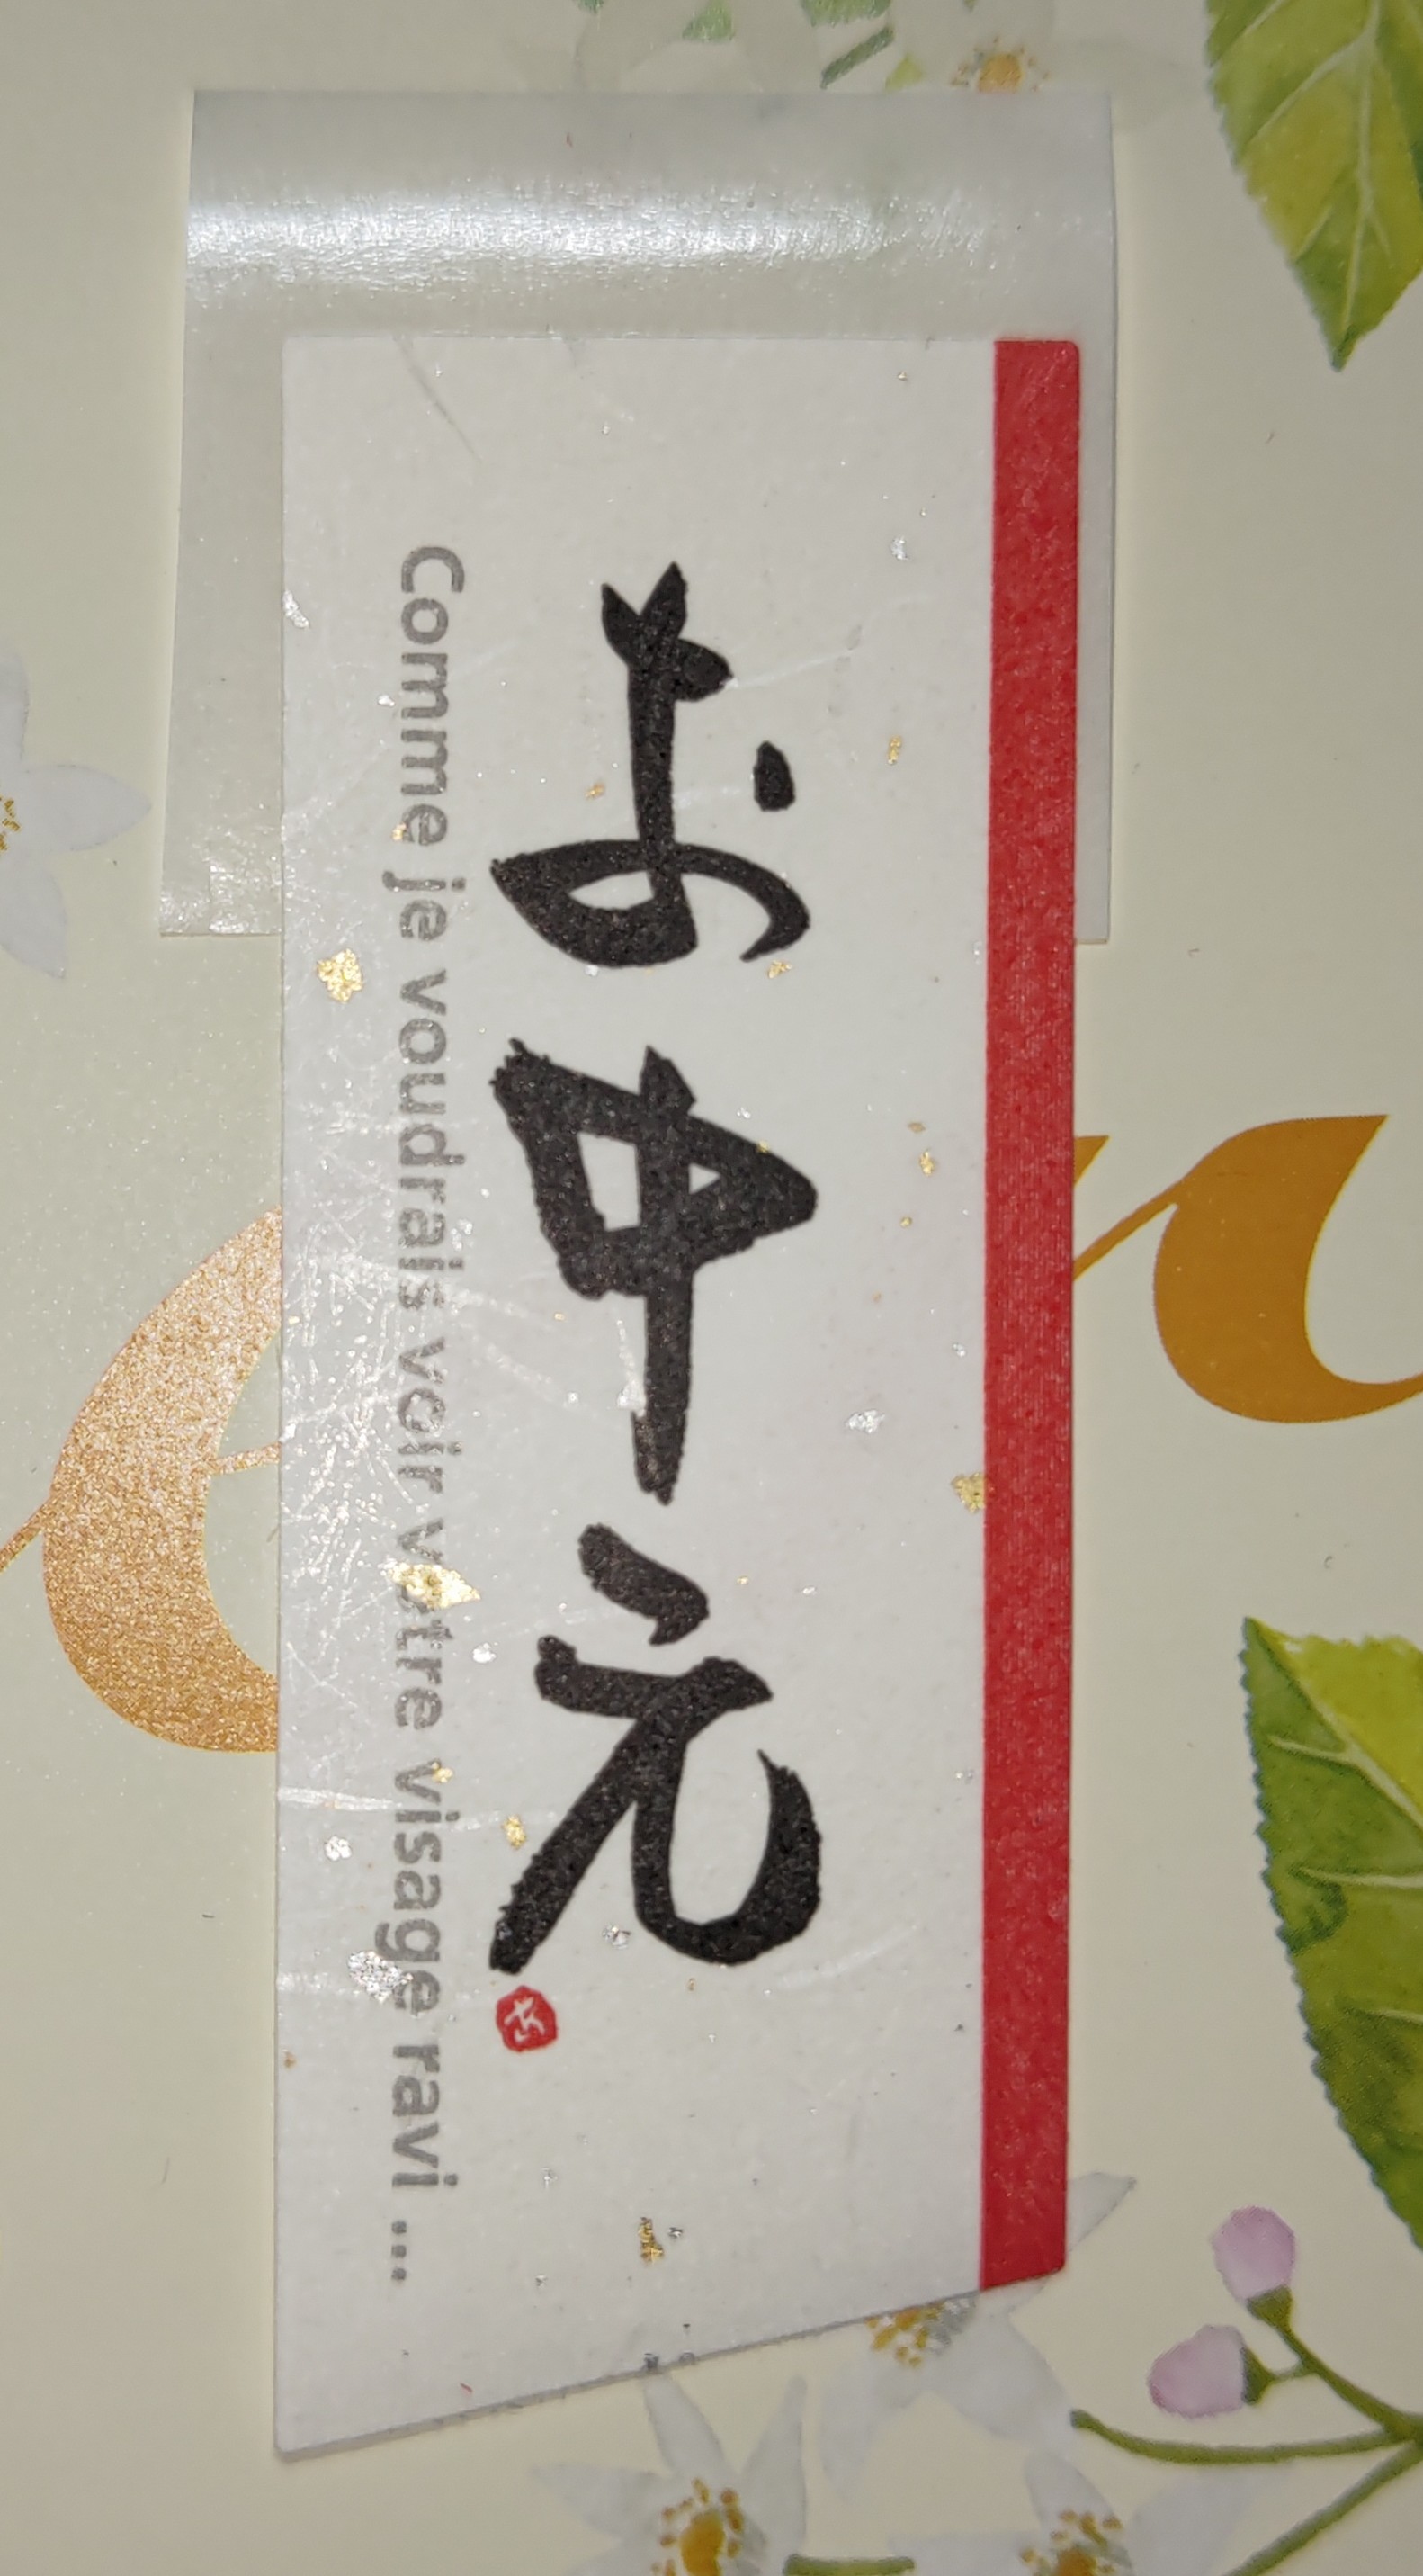 お中元
Comme je voudrais voir votre visage ravi ...